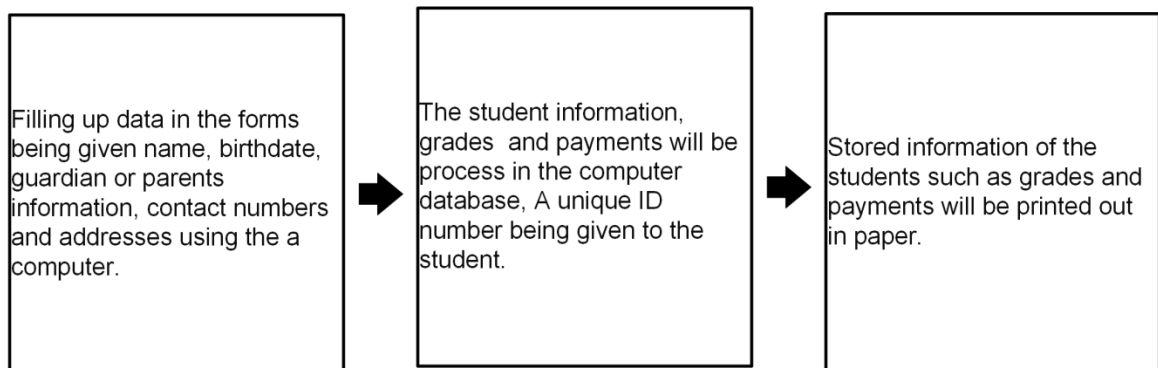 Filling up data in the forms
being given name, birthdate,
guardian or parents
information, contact numbers
and addresses using the a
computer.
The student information,
grades  and payments will be
process in the computer
database, A unique ID
number being given to the
student.
Stored information of the
students such as grades and
payments will be printed out
in paper.